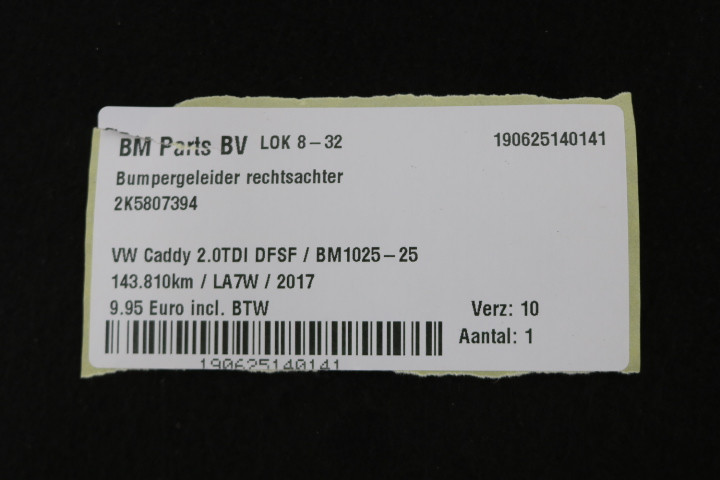 BM Parts BV LOK 8-32 190625140141
Bumpergeleider rechtsachter
2K5807394
VW Caddy 2.0TDI DFSF / BM1025-25
143.810km / LA7W / 2017
9.95 Euro incl. BTW Verz: 10
Aantal: 1
190625140141